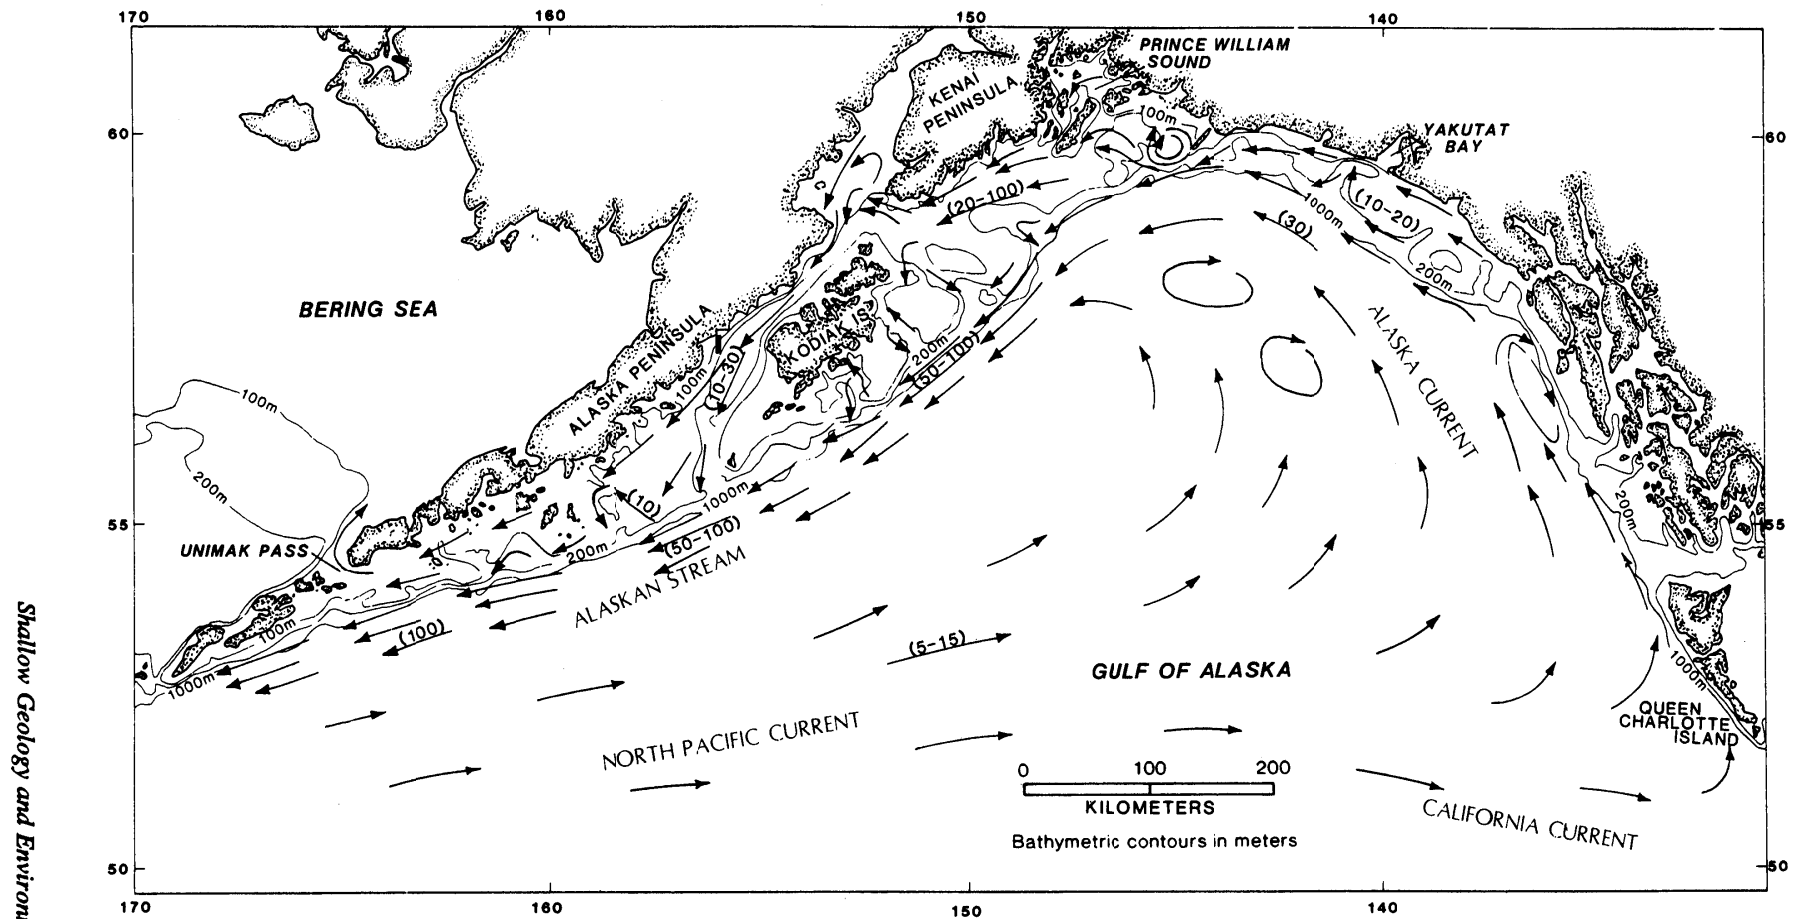 170
160
150
140
PRINCE WILLIAM
SOUND
KENAI
PENINSULA
100m
60
YAKUTAT
BAY
60
(20-100)
1000m
(10-20)
(30)
200m
BERING SEA
ALASKA PENINSULA
KODIAK IS
200m
(50-100)
ALASKA CURRENT
100m
(10-30)
100m
200m
(10)
1000m
200m
55
55
UNIMAK PASS
200m
(50-100)
ALASKAN STREAM
100m
(100)
(5-15)
GULF OF ALASKA
1000m
1000m
QUEEN
CHARLOTTE
ISLAND
NORTH PACIFIC CURRENT
0 100 200
KILOMETERS
CALIFORNIA CURRENT
Bathymetric contours in meters
50
50
170
160
150
140
Shallow Geology and Environ